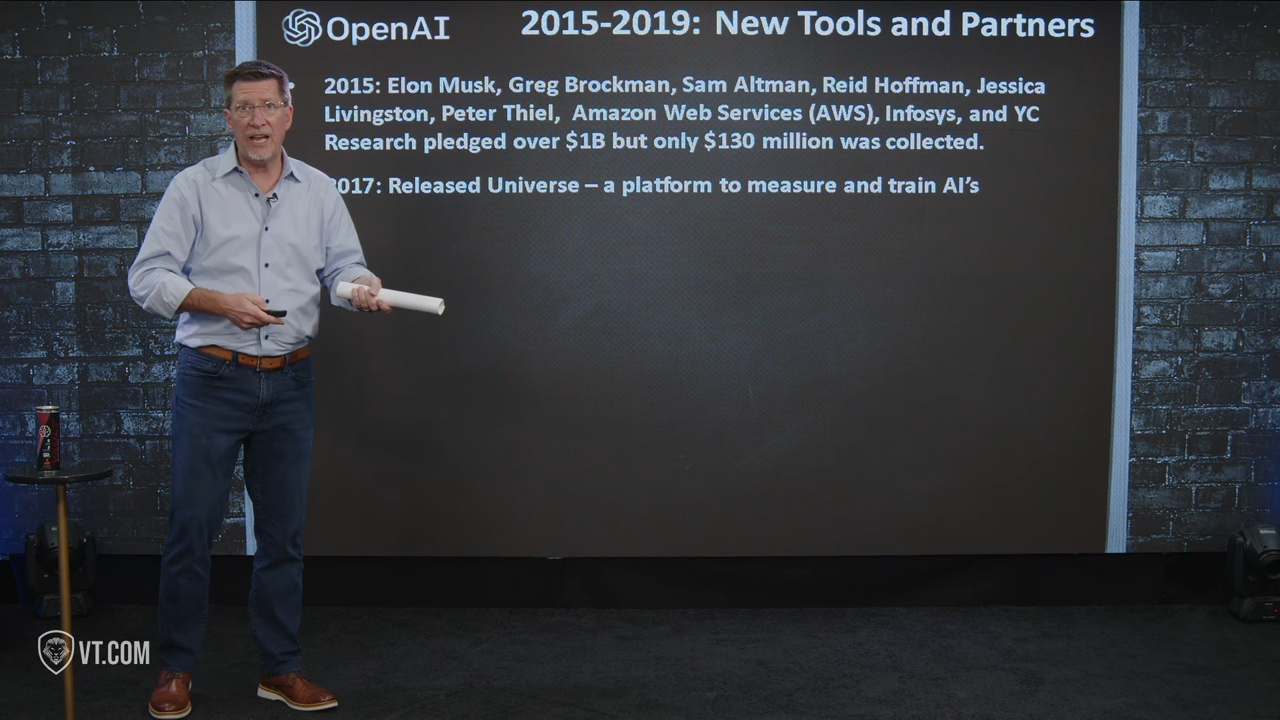 OpenAI
2015-2019: New Tools and Partners
2015: Elon Musk, Greg Brockman, Sam Altman, Reid Hoffman, Jessica
Livingston, Peter Thiel, Amazon Web Services (AWS), Infosys, and YC
Research pledged over $1B but only $130 million was collected.
2017: Released Universe – a platform to measure and train AI’s
VT.COM